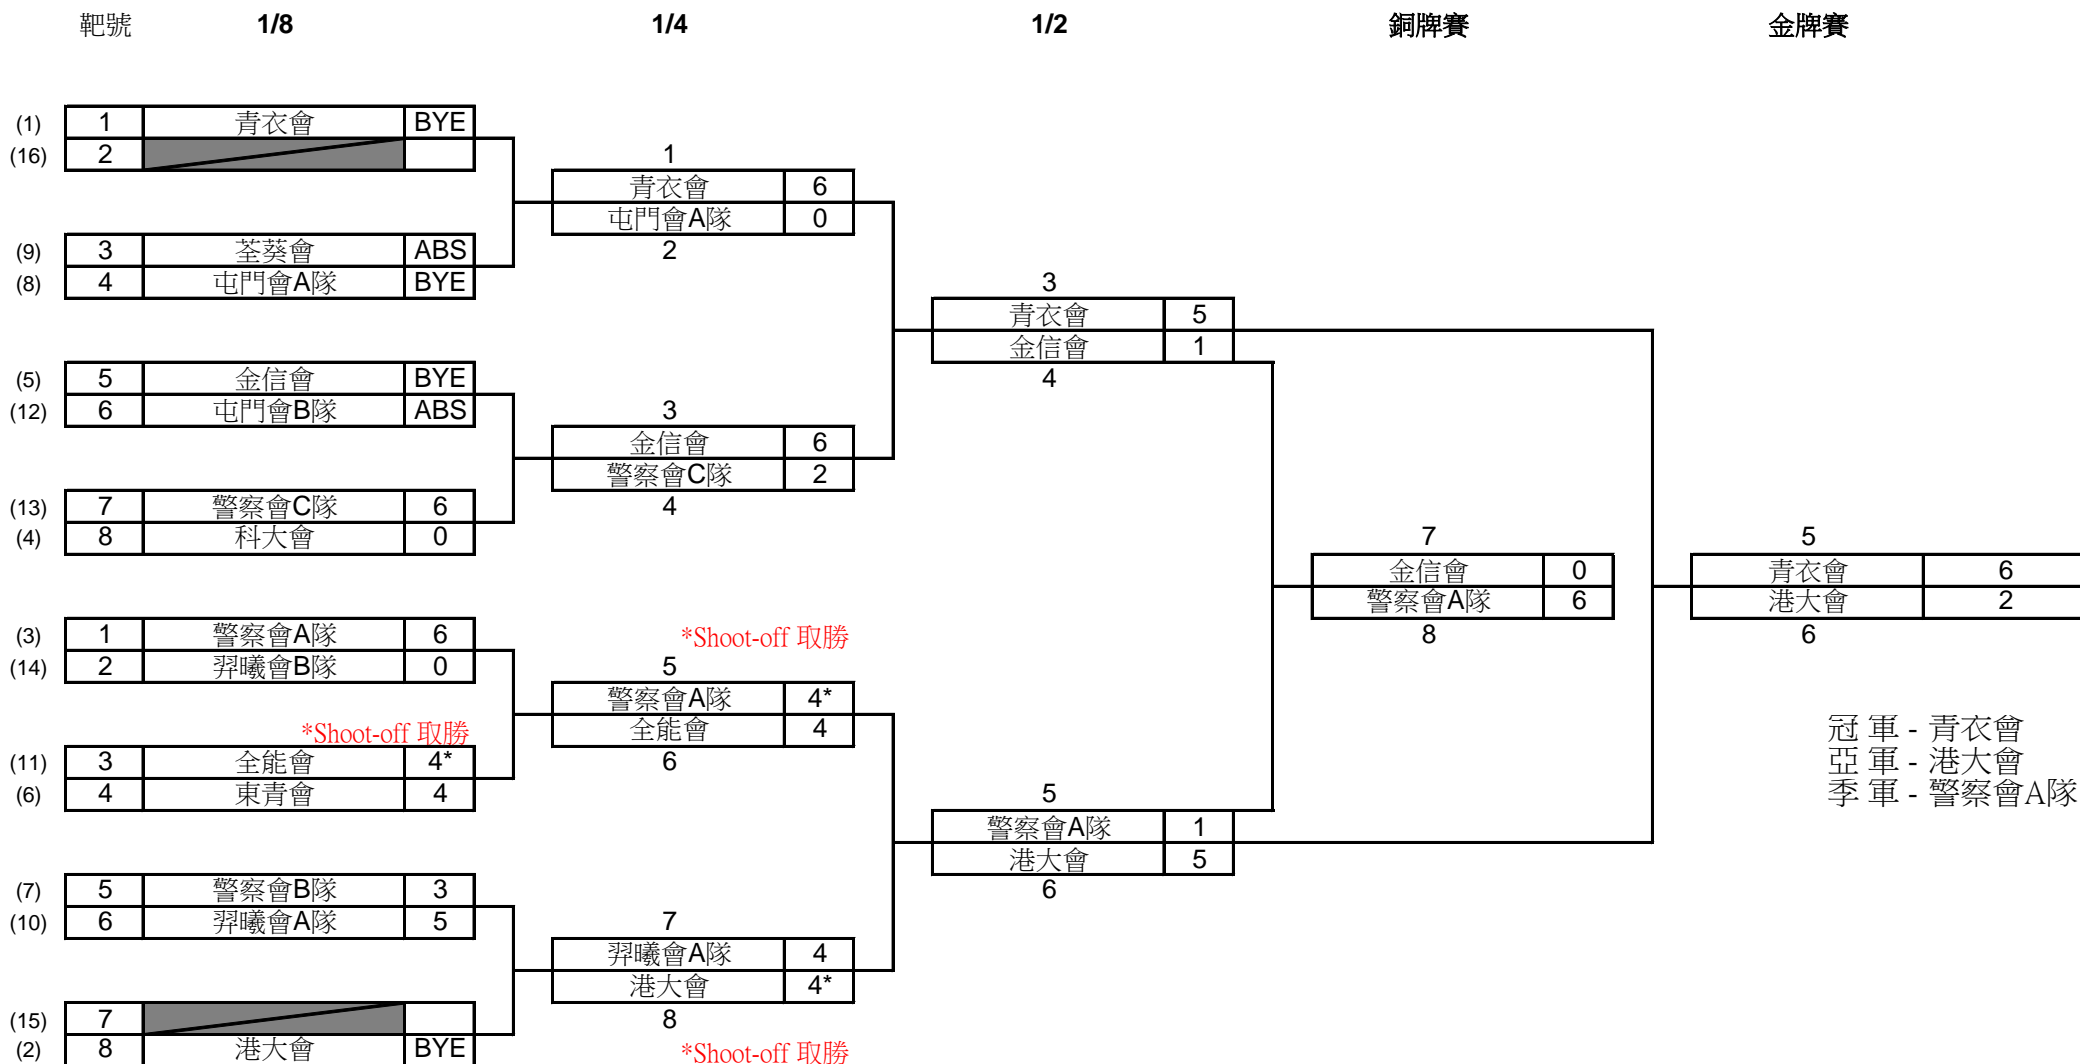 靶號 1/8 1/4 1/2 銅牌賽 金牌賽
(1) 1 青衣會 BYE
(16) 2
1
青衣會 6
屯門會A隊 0
2
(9) 3 荃葵會 ABS
(8) 4 屯門會A隊 BYE
3
青衣會 5
金信會 1
4
(5) 5 金信會 BYE
(12) 6 屯門會B隊 ABS
3
金信會 6
警察會C隊 2
4
(13) 7 警察會C隊 6
(4) 8 科大會 0
7
金信會 0
警察會A隊 6
8
5
青衣會 6
港大會 2
6
(3) 1 警察會A隊 6
(14) 2 羿曦會B隊 0
*Shoot-off 取勝
5
警察會A隊 4*
全能會 4
6
*Shoot-off 取勝
(11) 3 全能會 4*
(6) 4 東青會 4
冠 軍 - 青衣會
亞 軍 - 港大會
季 軍 - 警察會A隊
5
警察會A隊 1
港大會 5
6
(7) 5 警察會B隊 3
(10) 6 羿曦會A隊 5
7
羿曦會A隊 4
港大會 4*
8
*Shoot-off 取勝
(15) 7
(2) 8 港大會 BYE